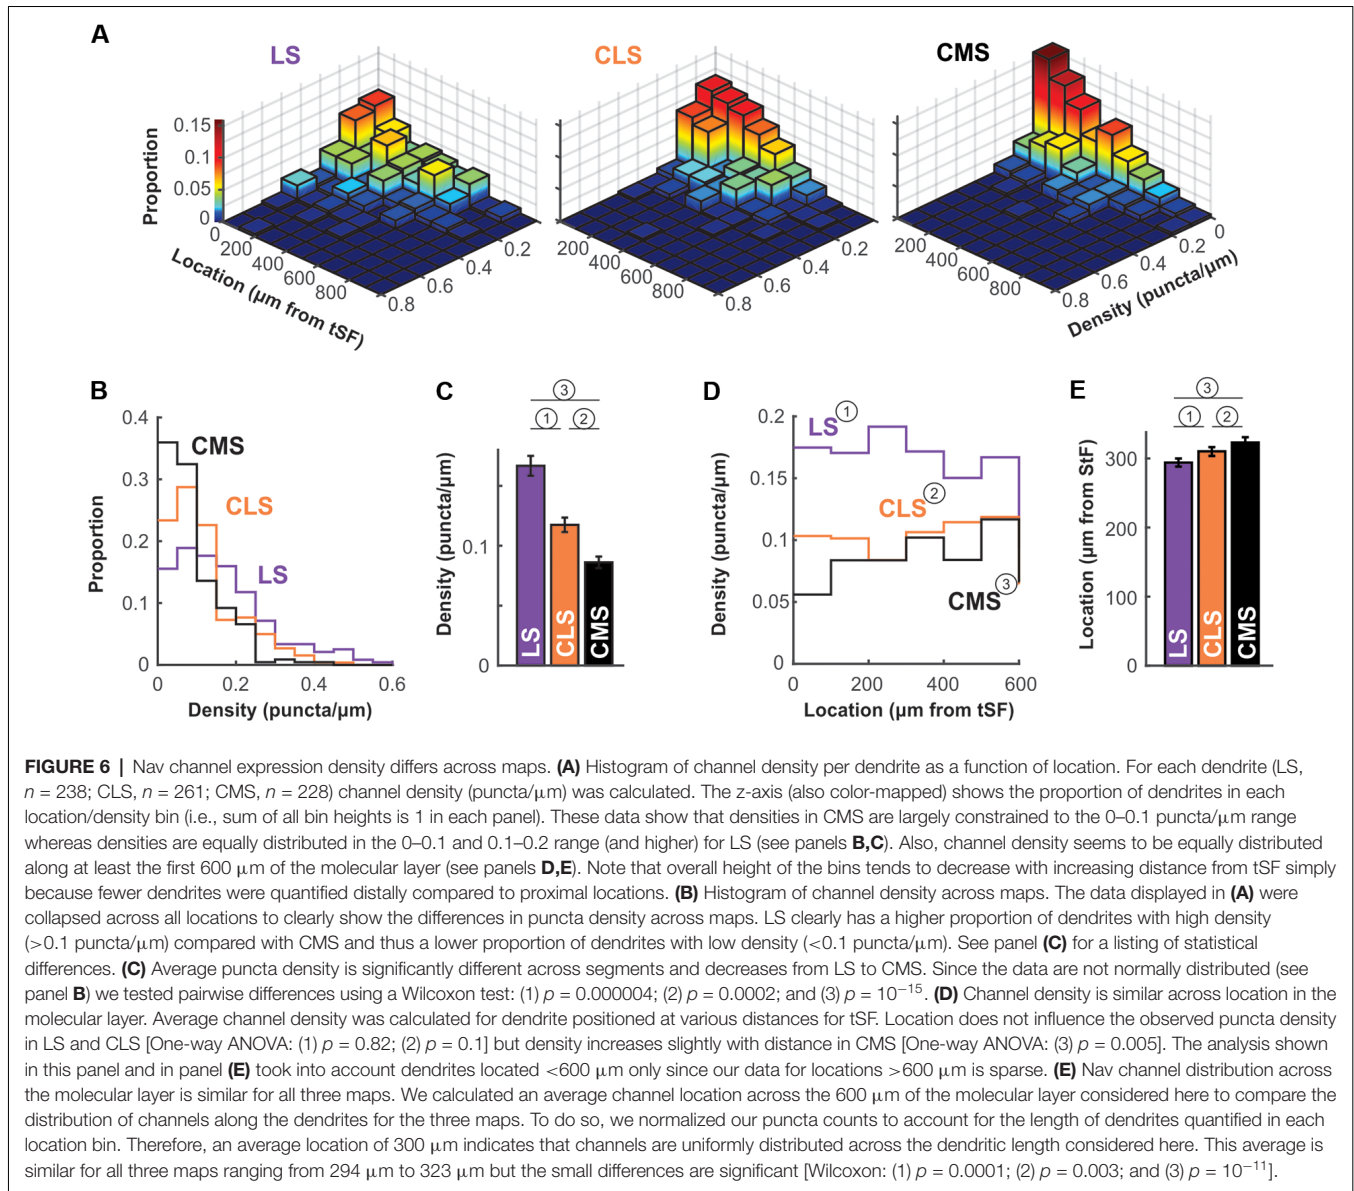 A
LS
CLS
CMS
Proportion
0.15
0.1
0.05
0
0
200
400
600
800
Location (µm from tSF)
0.2
0.4
0.6
0.8
200
400
600
800
0.2
0.4
0.6
0.8
200
400
600
800
0
0.2
0.4
0.6
0.8
Density (puncta/µm)
B
Proportion
0.4
0.3
0.2
0.1
0
CMS
CLS
LS
0
0.2
0.4
0.6
Density (puncta/µm)
C
3
1
2
Density (puncta/µm)
0.1
0
LS
CLS
CMS
D
Density (puncta/µm)
0.2
0.15
0.1
0.05
0
LS 1
CLS 2
CMS 3
0
200
400
600
Location (µm from tSF)
E
3
1
2
Location (µm from StF)
300
200
100
0
LS
CLS
CMS
FIGURE 6 | Nav channel expression density differs across maps. (A) Histogram of channel density per dendrite as a function of location. For each dendrite (LS,
n = 238; CLS, n = 261; CMS, n = 228) channel density (puncta/µm) was calculated. The z-axis (also color-mapped) shows the proportion of dendrites in each
location/density bin (i.e., sum of all bin heights is 1 in each panel). These data show that densities in CMS are largely constrained to the 0–0.1 puncta/µm range
whereas densities are equally distributed in the 0–0.1 and 0.1–0.2 range (and higher) for LS (see panels B,C). Also, channel density seems to be equally distributed
along at least the first 600 µm of the molecular layer (see panels D,E). Note that overall height of the bins tends to decrease with increasing distance from tSF simply
because fewer dendrites were quantified distally compared to proximal locations. (B) Histogram of channel density across maps. The data displayed in (A) were
collapsed across all locations to clearly show the differences in puncta density across maps. LS clearly has a higher proportion of dendrites with high density
(>0.1 puncta/µm) compared with CMS and thus a lower proportion of dendrites with low density (<0.1 puncta/µm). See panel (C) for a listing of statistical
differences. (C) Average puncta density is significantly different across segments and decreases from LS to CMS. Since the data are not normally distributed (see
panel B) we tested pairwise differences using a Wilcoxon test: (1) p = 0.000004; (2) p = 0.0002; and (3) p = 10⁻¹⁵. (D) Channel density is similar across location in the
molecular layer. Average channel density was calculated for dendrite positioned at various distances for tSF. Location does not influence the observed puncta density
in LS and CLS [One-way ANOVA: (1) p = 0.82; (2) p = 0.1] but density increases slightly with distance in CMS [One-way ANOVA: (3) p = 0.005]. The analysis shown
in this panel and in panel (E) took into account dendrites located <600 µm only since our data for locations >600 µm is sparse. (E) Nav channel distribution across
the molecular layer is similar for all three maps. We calculated an average channel location across the 600 µm of the molecular layer considered here to compare the
distribution of channels along the dendrites for the three maps. To do so, we normalized our puncta counts to account for the length of dendrites quantified in each
location bin. Therefore, an average location of 300 µm indicates that channels are uniformly distributed across the dendritic length considered here. This average is
similar for all three maps ranging from 294 µm to 323 µm but the small differences are significant [Wilcoxon: (1) p = 0.0001; (2) p = 0.003; and (3) p = 10⁻¹¹].